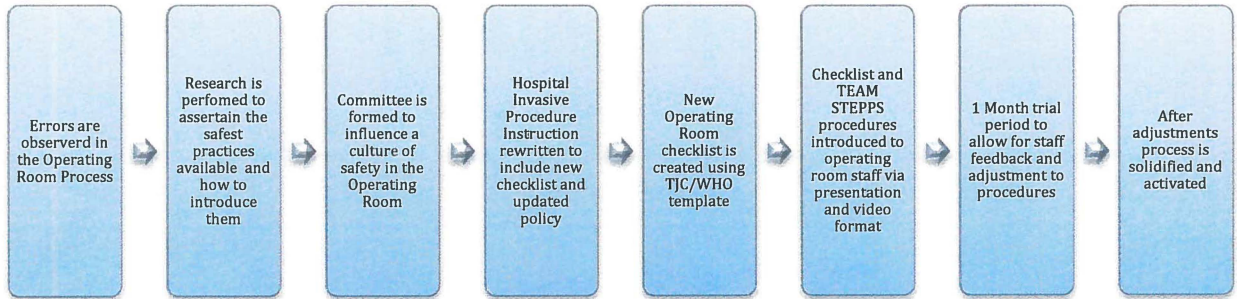 Errors are
observerd in
the Operating
Room Process
Research is
perfomed to
assertain the
safest
practices
available and
how to
introduce
them
Committee is
formed to
influence a
culture of
safety in the
Operating
Room
Hospital
Invasive
Procedure
Instruction
rewritten to
include new
checklist and
updated
policy
New
Operating
Room
checklist is
created using
TJC/WHO
template
Checklist and
TEAM
STEPPS
procedures
introduced to
operating
room staff via
presentation
and video
format
1 Month trial
period to
allow for staff
feedback and
adjustment to
procedures
After
adjustments
process is
solidified and
activated